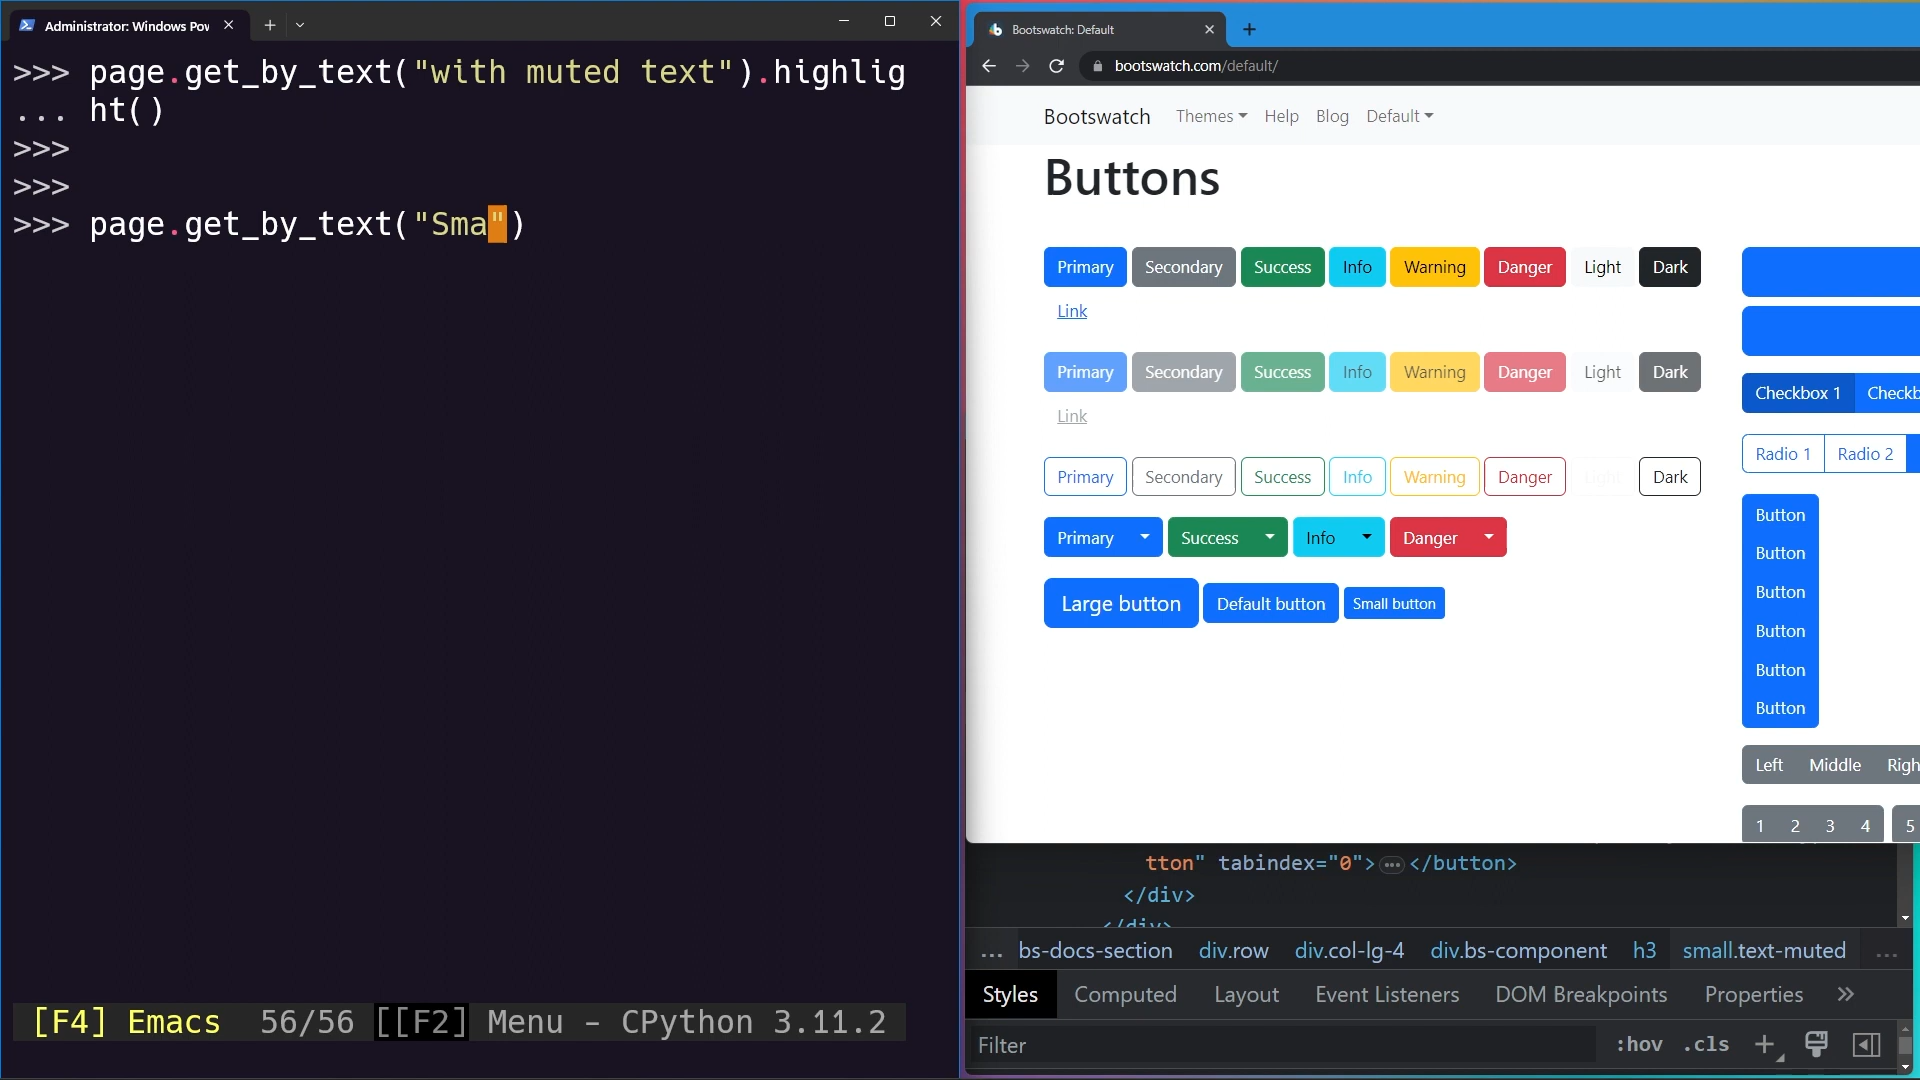 Administrator: Windows Pow
>>> page.get_by_text("with muted text").highlig
... ht()
>>>
>>>
>>> page.get_by_text("Sma")
[F4] Emacs 56/56 [[F2] Menu - CPython 3.11.2
Bootswatch: Default
bootswatch.com/default/
Bootswatch Themes Help Blog Default
Buttons
Primary Secondary Success Info Warning Danger Light Dark
Link
Primary Secondary Success Info Warning Danger Light Dark
Link
Primary Secondary Success Info Warning Danger Dark
Primary Success Info Danger
Large button Default button Small button
Checkbox 1 Checkb
Radio 1 Radio 2
Button
Button
Button
Button
Button
Button
Left Middle Righ
1 2 3 4 5
tton" tabindex="0">…</button>
</div>
</div>
... bs-docs-section div.row div.col-lg-4 div.bs-component h3 small.text-muted ...
Styles Computed Layout Event Listeners DOM Breakpoints Properties »
Filter :hov .cls